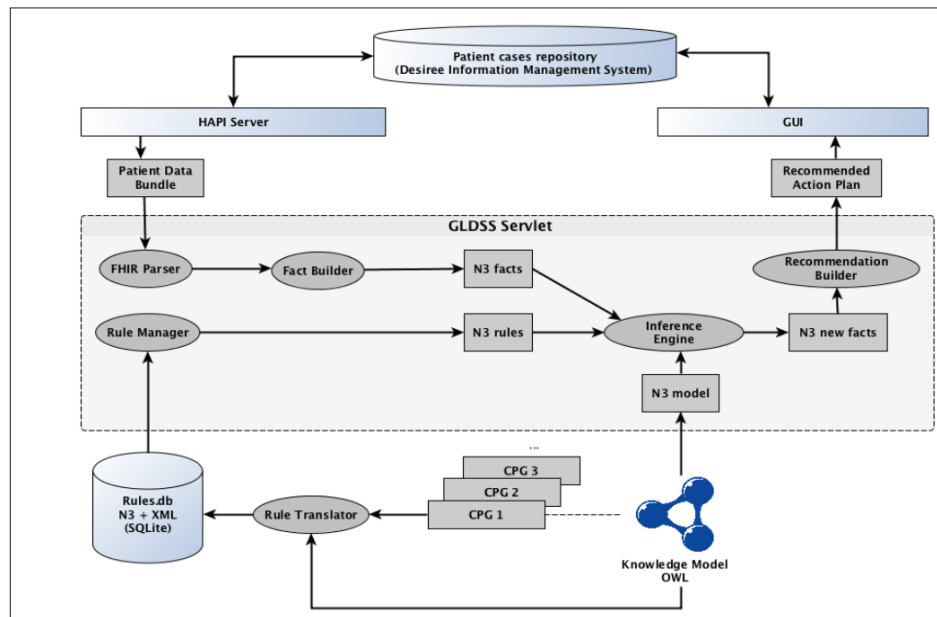 Patient cases repository
(Desiree Information Management System)
HAPI Server
GUI
Patient Data
Bundle
Recommended
Action Plan
GLDSS Servlet
FHIR Parser
Fact Builder
N3 facts
Recommendation
Builder
Rule Manager
N3 rules
Inference
Engine
N3 new facts
N3 model
...
CPG 3
CPG 2
CPG 1
Rules.db
N3 + XML
(SQLite)
Rule Translator
Knowledge Model
OWL